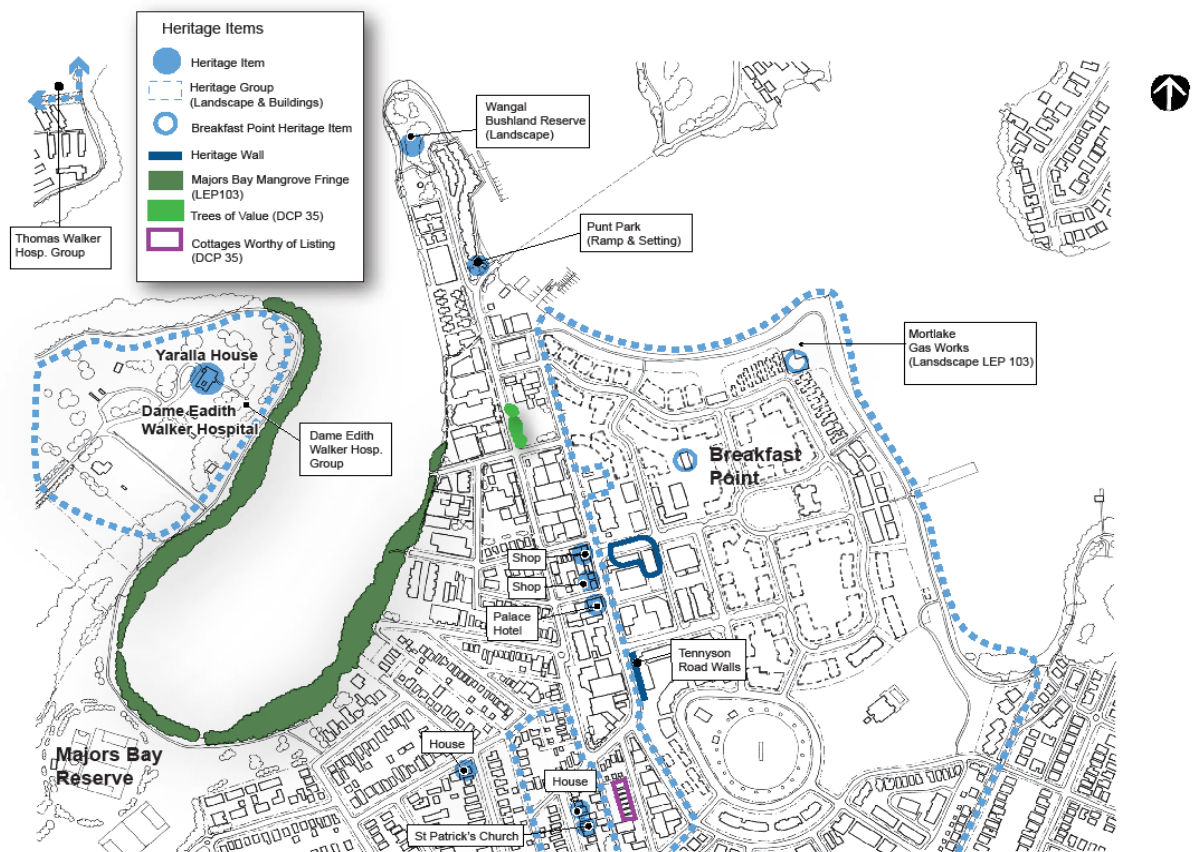 Heritage Items
Heritage Item
Heritage Group
(Landscape & Buildings)
Breakfast Point Heritage Item
Heritage Wall
Majors Bay Mangrove Fringe
(LEP103)
Trees of Value (DCP 35)
Cottages Worthy of Listing
(DCP 35)
Thomas Walker
Hosp. Group
Wangal
Bushland Reserve
(Landscape)
Punt Park
(Ramp & Setting)
Mortlake
Gas Works
(Lansdscape LEP 103)
Yaralla House
Dame Eadith
Walker Hospital
Dame Edith
Walker Hosp.
Group
Breakfast
Point
Shop
Shop
Palace
Hotel
Tennyson
Road Walls
Majors Bay
Reserve
House
House
St Patrick's Church